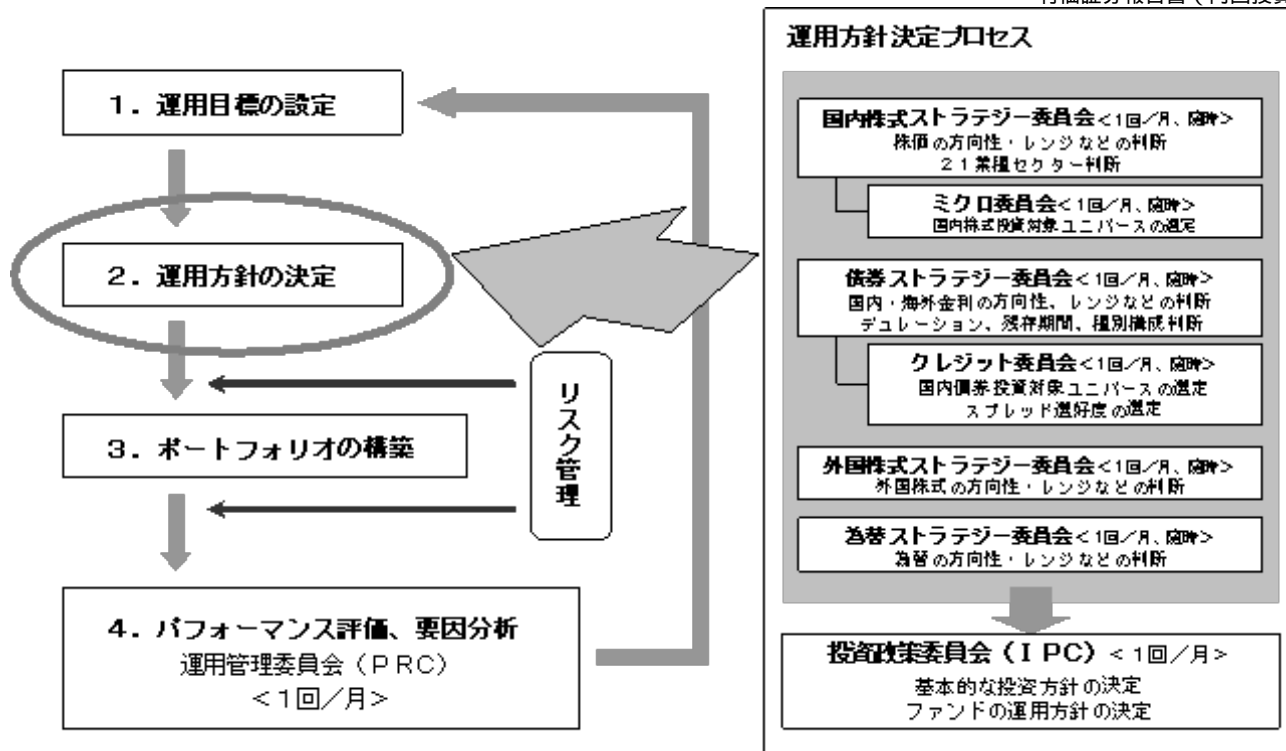 1．運用目標の設定
2．運用方針の決定
3．ポートフォリオの構築
リスク管理
4．パフォーマンス評価、要因分析
運用管理委員会（PRC）
＜1回／月＞
運用方針決定プロセス
国内株式ストラテジー委員会＜1回／月、随時＞
株価の方向性・レンジなどの判断
21業種セクター判断
ミクロ委員会＜1回／月、随時＞
国内株式投資対象ユニバースの選定
債券ストラテジー委員会＜1回／月、随時＞
国内・海外金利の方向性、レンジなどの判断
デュレーション、残存期間、種別構成判断
クレジット委員会＜1回／月、随時＞
国内債券投資対象ユニバースの選定
スプレッド選好度の選定
外国株式ストラテジー委員会＜1回／月、随時＞
外国株式の方向性・レンジなどの判断
為替ストラテジー委員会＜1回／月、随時＞
為替の方向性・レンジなどの判断
投資政策委員会（IPC）＜1回／月＞
基本的な投資方針の決定
ファンドの運用方針の決定